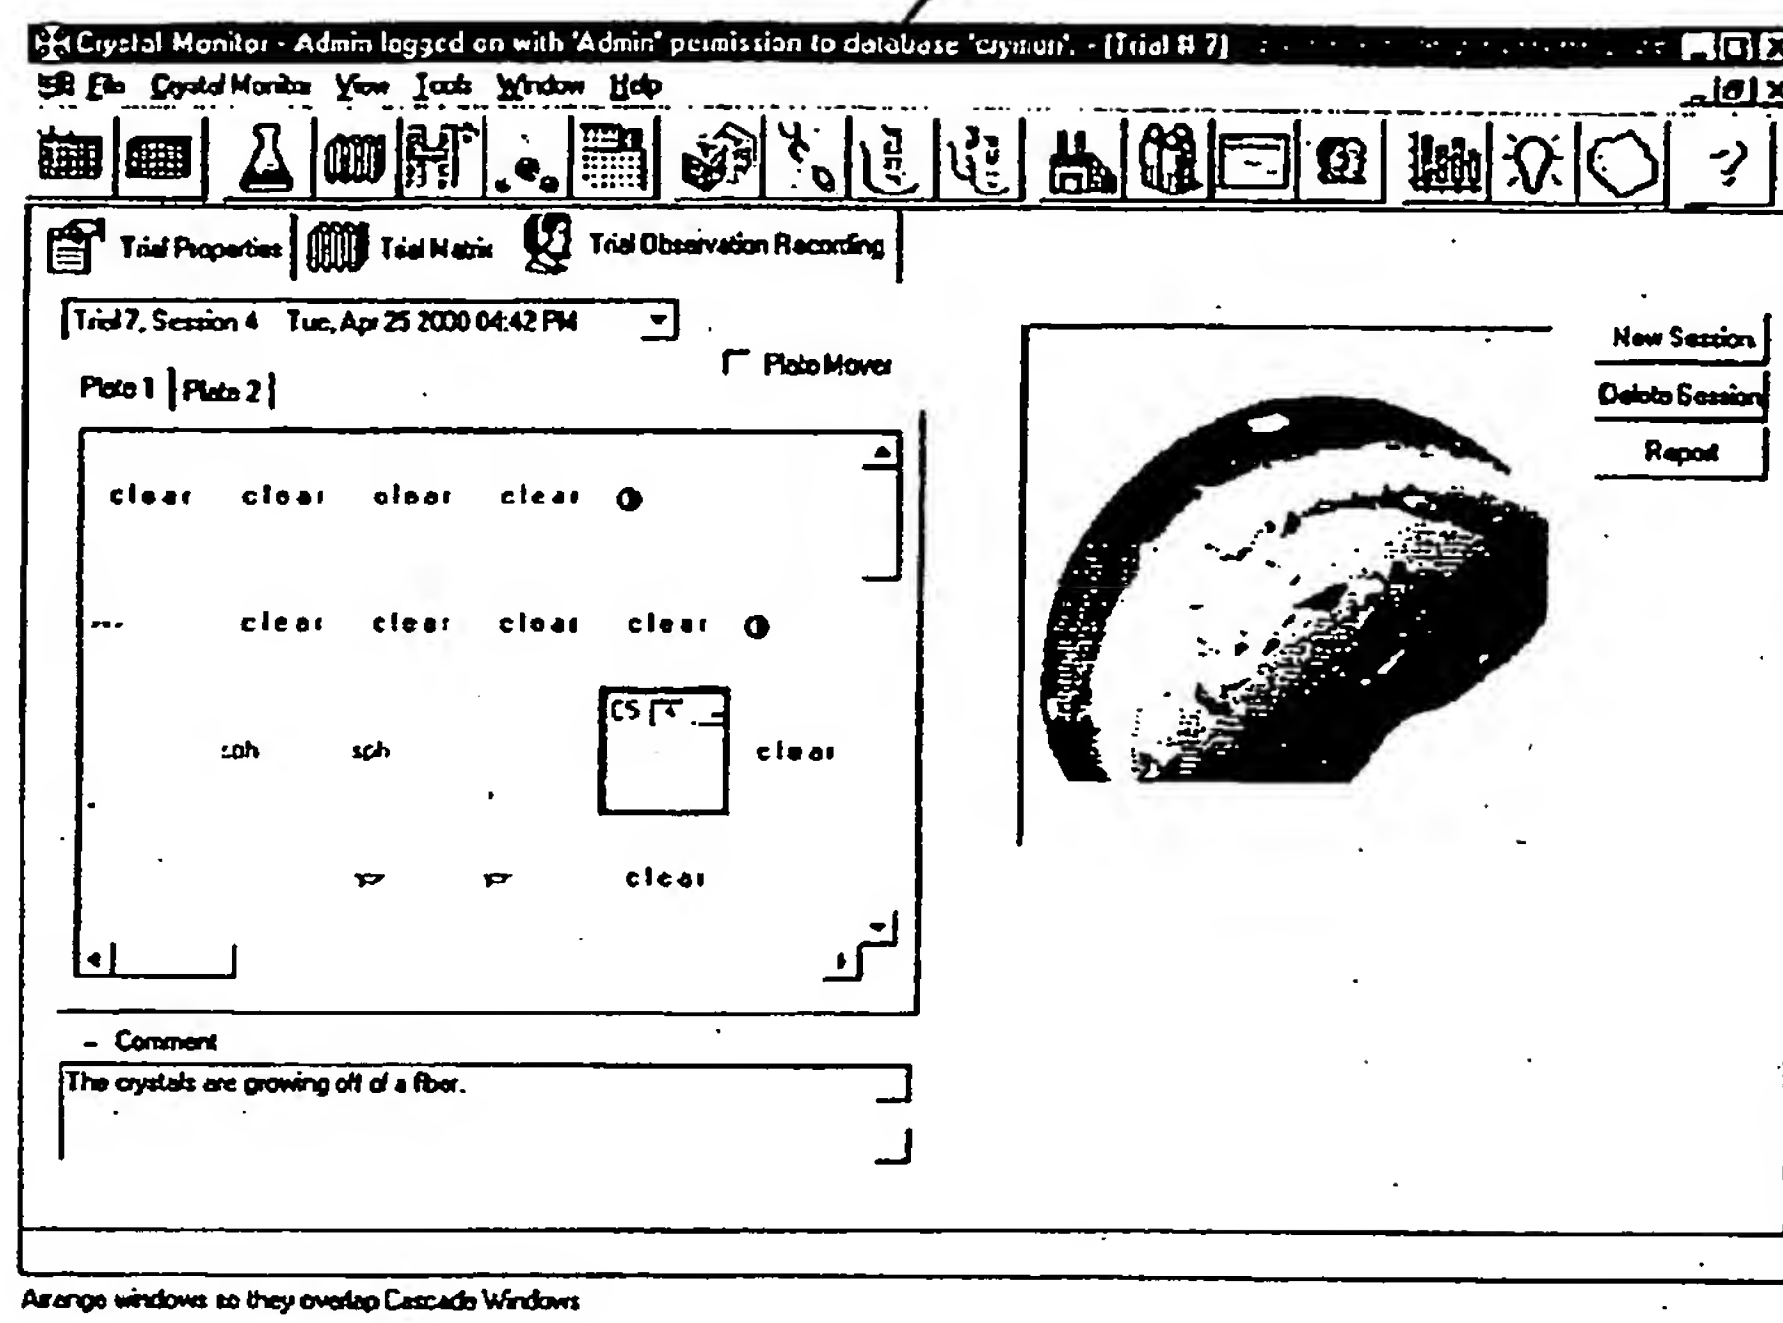 Crystal Monitor - Admin logged on with 'Admin' permission to database 'crymon'. - [Trial # 7]
File Crystal Monitor View Tools Window Help
Trial Properties Trial Matrix Trial Observation Recording
Trial 7, Session 4 Tue, Apr 25 2000 04:42 PM
Plate Mover
New Session
Plate 1 Plate 2
Delete Session
Report
clear clear clear clear
clear clear clear clear
C5 4
sph sph clear
clear
Comment
The crystals are growing off of a fiber.
Arrange windows so they overlap Cascade Windows